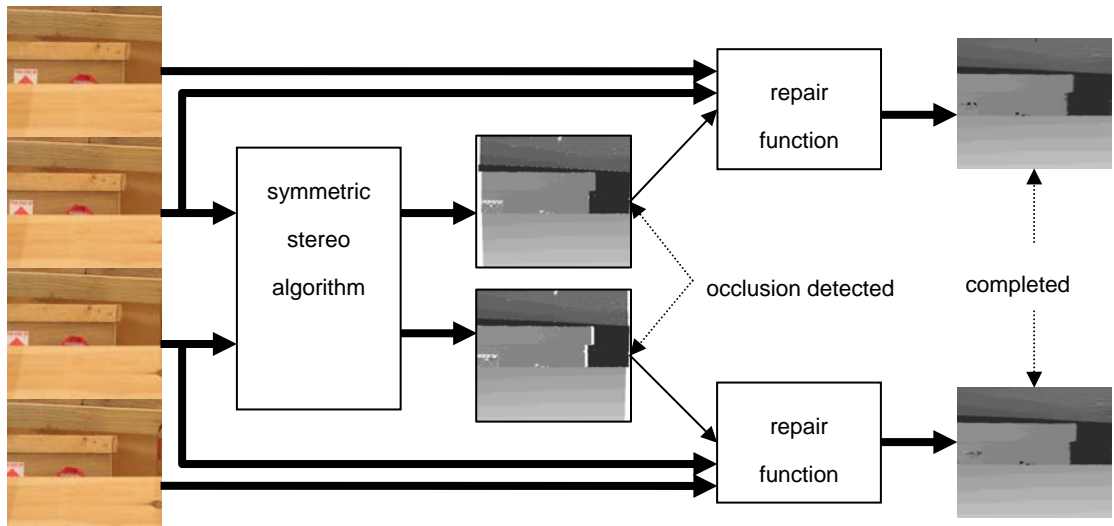 repair
function
symmetric
stereo
algorithm
occlusion detected
completed
repair
function